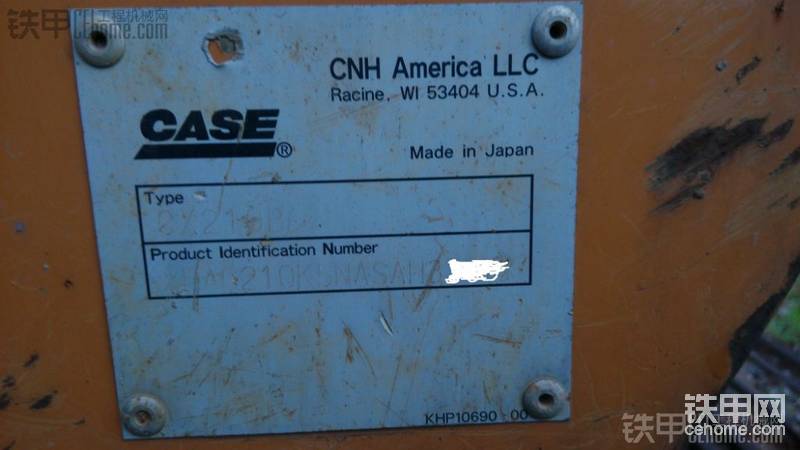 铁甲 工程机械网
cehome.com
CNH America LLC
Racine, WI 53404 U.S.A.
CASE®
Made in Japan
Type
Product Identification Number
KHP10690 00
铁甲网
cehome.com